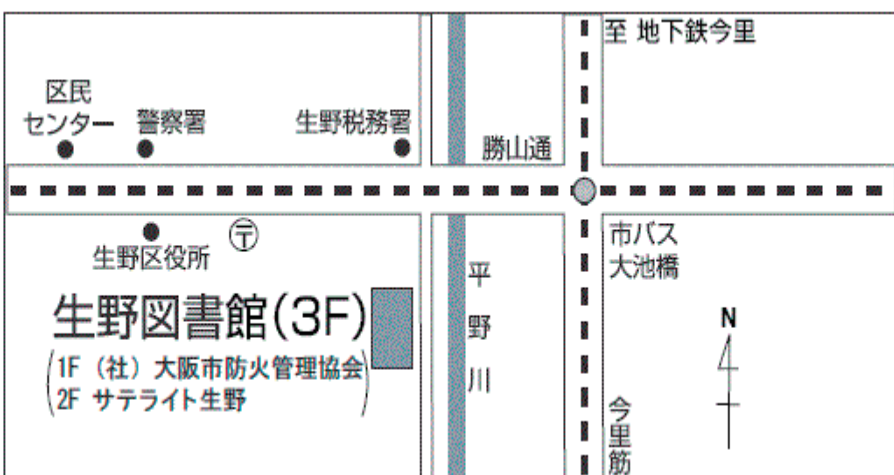 至 地下鉄今里
区民
センター
警察署
生野税務署
勝山通
〒
生野区役所
市バス
大池橋
平野川
生野図書館(3F)
1F (社)大阪市防火管理協会
2F サテライト生野
N
今里筋